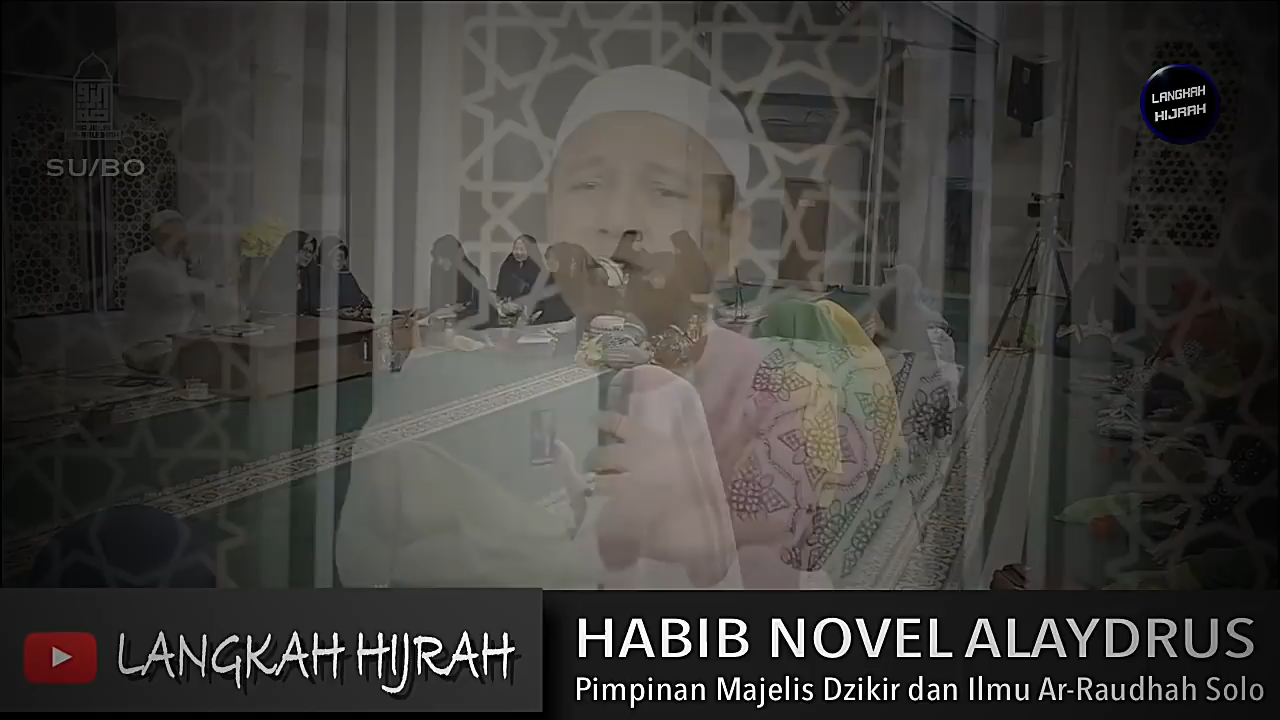 SU/BO
LANGKAH
HIJRAH
LANGKAH HIJRAH
HABIB NOVEL ALAYDRUS
Pimpinan Majelis Dzikir dan Ilmu Ar-Raudhah Solo